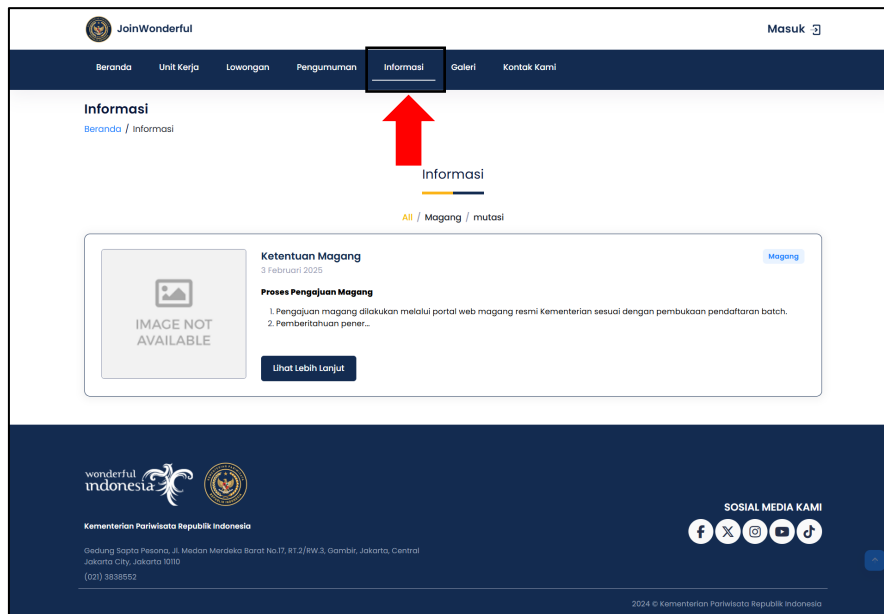 JoinWonderful
Masuk
Beranda Unit Kerja Lowongan Pengumuman Informasi Galeri Kontak Kami
Informasi
Beranda / Informasi
Informasi
All / Magang / mutasi
IMAGE NOT
AVAILABLE
Ketentuan Magang
Magang
3 Februari 2025
Proses Pengajuan Magang
1. Pengajuan magang dilakukan melalui portal web magang resmi Kementerian sesuai dengan pembukaan pendaftaran batch.
2. Pemberitahuan pener...
Lihat Lebih Lanjut
wonderful
indonesia
Kementerian Pariwisata Republik Indonesia
Gedung Sapta Pesona, Jl. Medan Merdeka Barat No.17, RT.2/RW.3, Gambir, Jakarta, Central
Jakarta City, Jakarta 10110
(021) 3838552
SOSIAL MEDIA KAMI
2024 © Kementerian Pariwisata Republik Indonesia